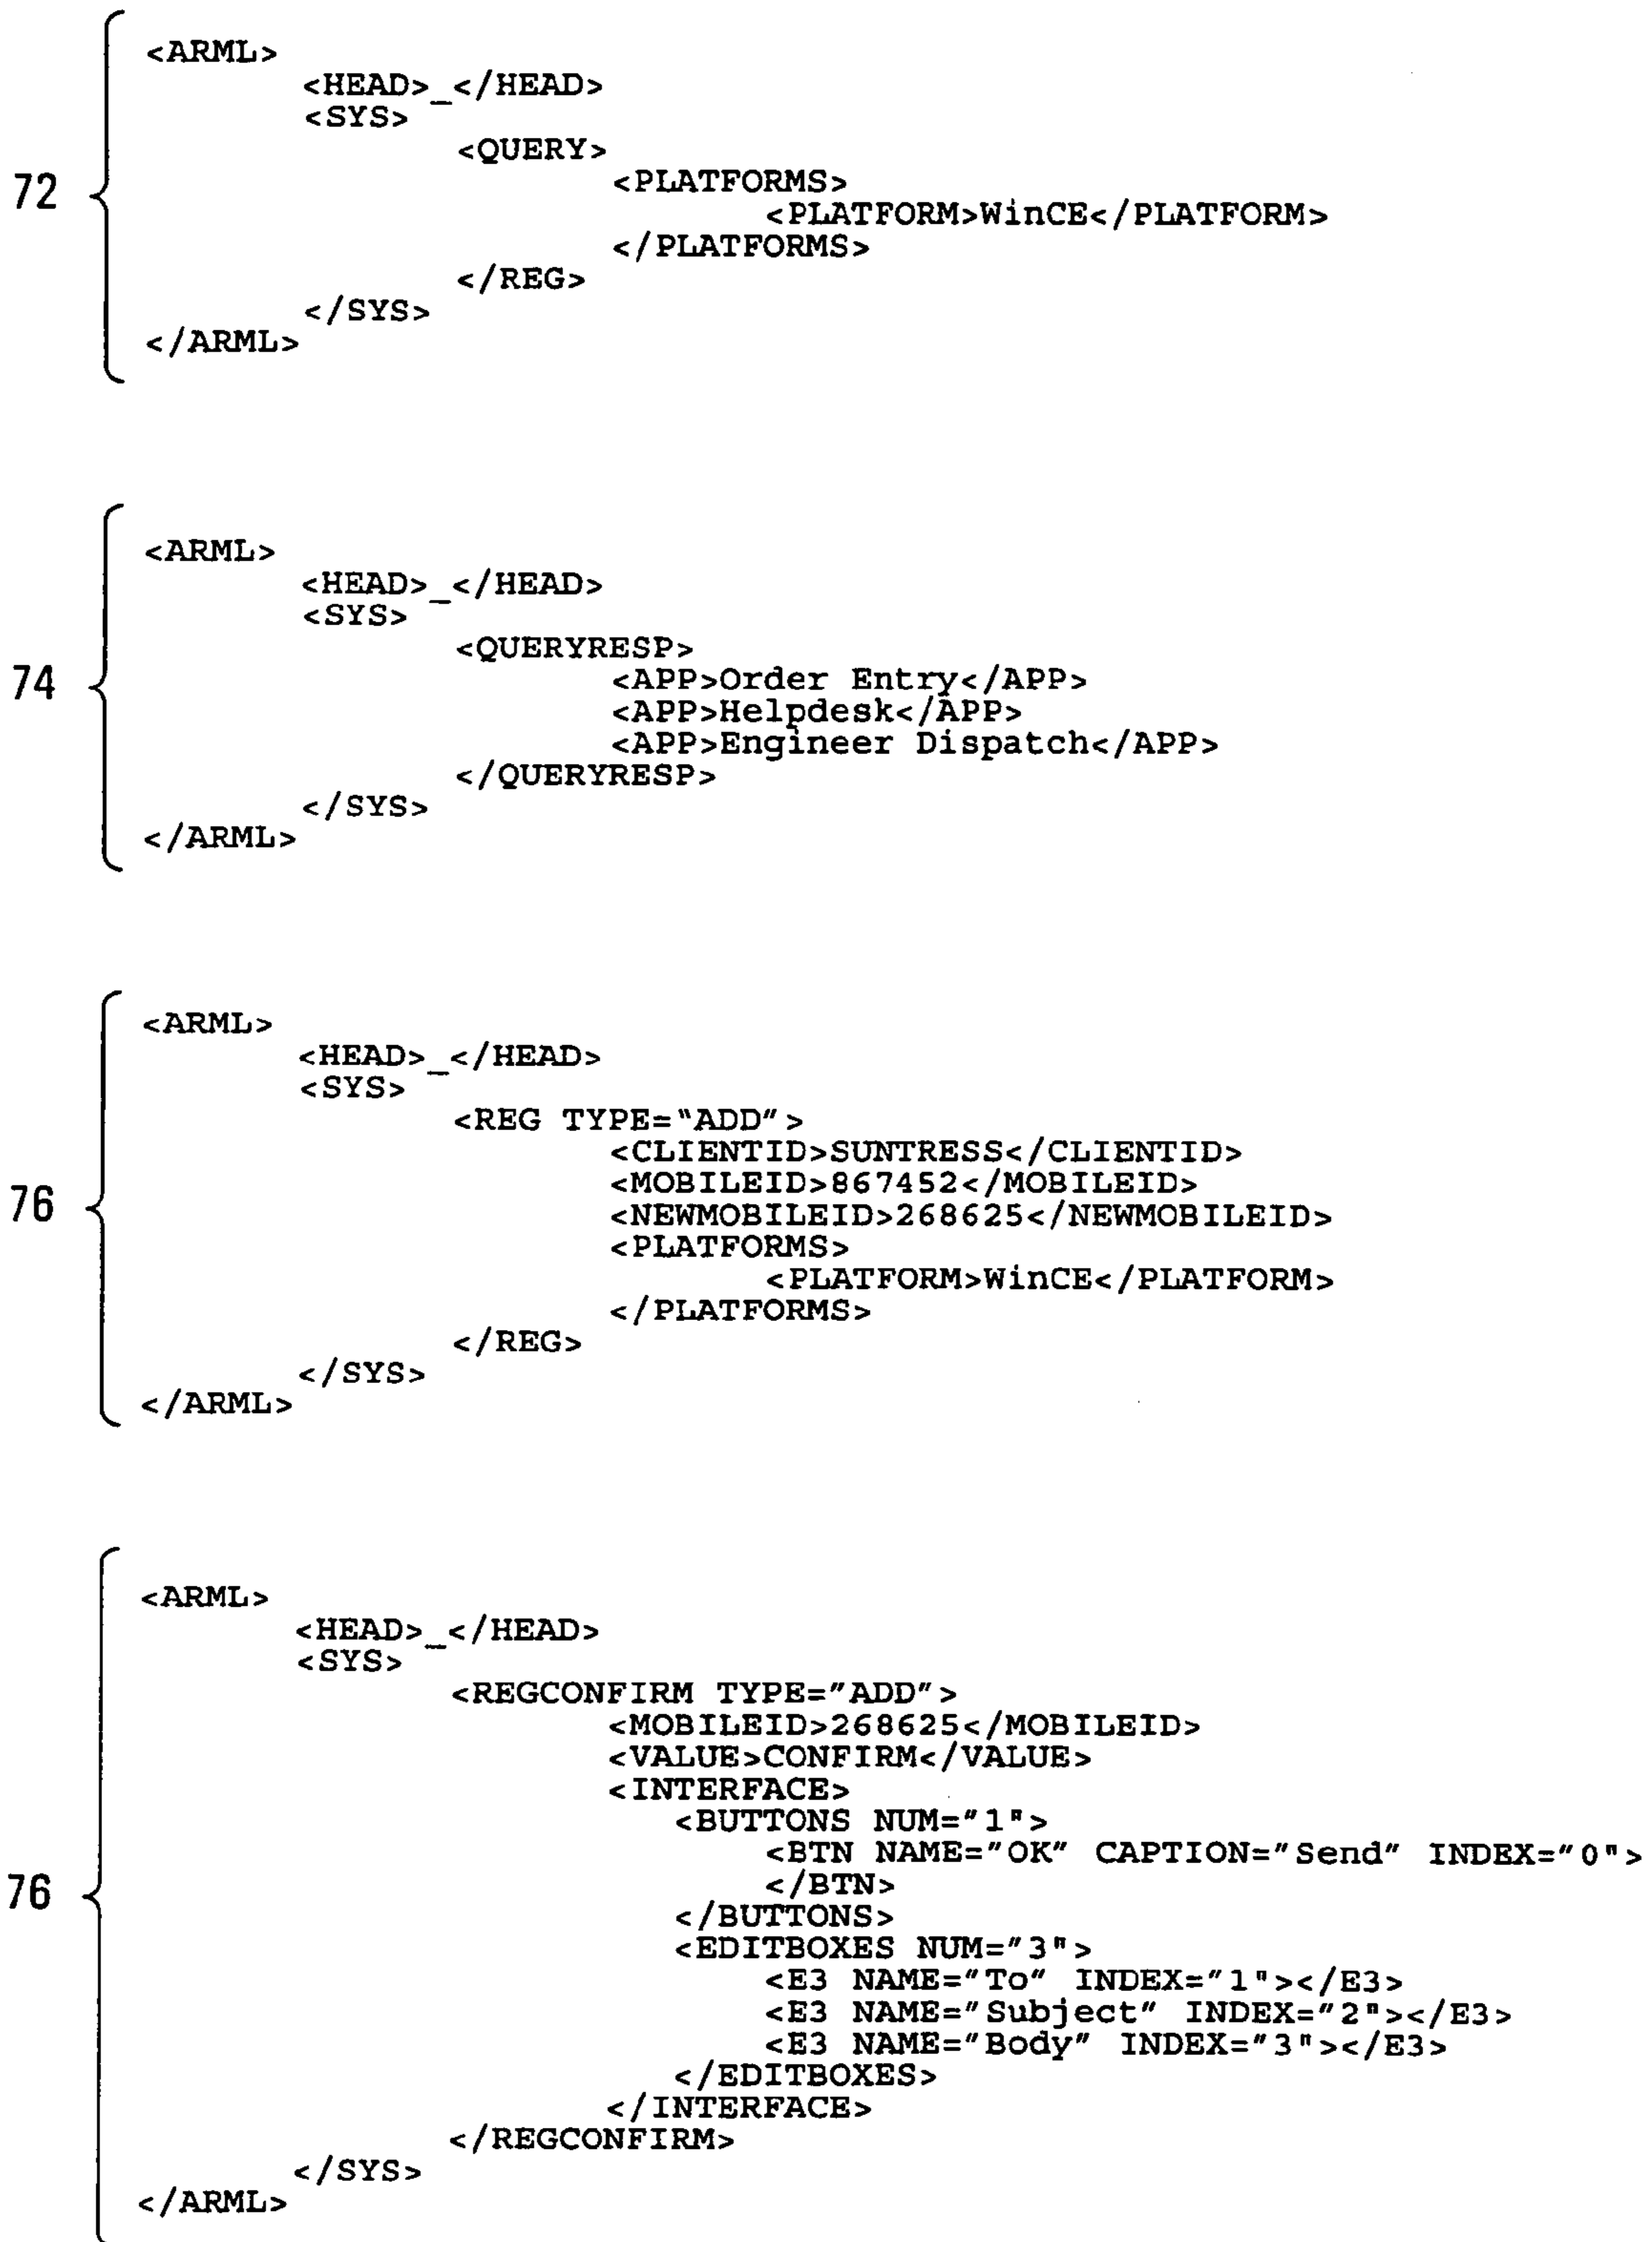 <ARML>
<HEAD>_</HEAD>
<SYS>
<QUERY>
<PLATFORMS>
72
<PLATFORM>WinCE</PLATFORM>
</PLATFORMS>
</REG>
</SYS>
</ARML>
<ARML>
<HEAD>_</HEAD>
<SYS>
<QUERYRESP>
74
<APP>Order Entry</APP>
<APP>Helpdesk</APP>
<APP>Engineer Dispatch</APP>
</QUERYRESP>
</SYS>
</ARML>
<ARML>
<HEAD>_</HEAD>
<SYS>
<REG TYPE="ADD">
<CLIENTID>SUNTRESS</CLIENTID>
<MOBILEID>867452</MOBILEID>
76
<NEWMOBILEID>268625</NEWMOBILEID>
<PLATFORMS>
<PLATFORM>WinCE</PLATFORM>
</PLATFORMS>
</REG>
</SYS>
</ARML>
<ARML>
<HEAD>_</HEAD>
<SYS>
<REGCONFIRM TYPE="ADD">
<MOBILEID>268625</MOBILEID>
<VALUE>CONFIRM</VALUE>
<INTERFACE>
<BUTTONS NUM="1">
<BTN NAME="OK" CAPTION="Send" INDEX="0">
76
</BTN>
</BUTTONS>
<EDITBOXES NUM="3">
<E3 NAME="To" INDEX="1"></E3>
<E3 NAME="Subject" INDEX="2"></E3>
<E3 NAME="Body" INDEX="3"></E3>
</EDITBOXES>
</INTERFACE>
</REGCONFIRM>
</SYS>
</ARML>